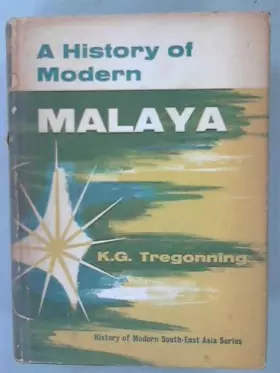 A History of
Modern
MALAYA
K.G. Tregonning
History of Modern South-East Asia Series